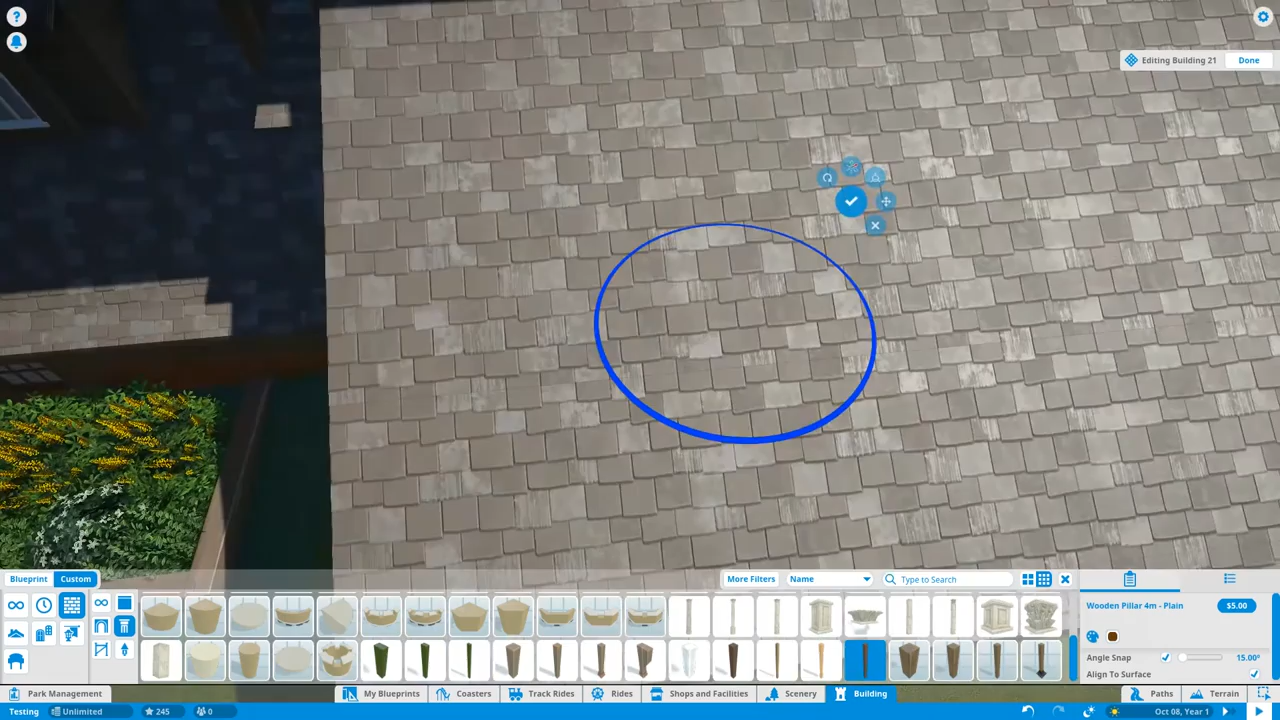 ?
Editing Building 21 Done
Blueprint Custom More Filters Name Type to Search
Wooden Pillar 4m - Plain $5.00
Angle Snap 15.00°
Align To Surface
Park Management My Blueprints Coasters Track Rides Rides Shops and Facilities Scenery Building Paths Terrain
Testing Unlimited 245 0 Oct 08, Year 1